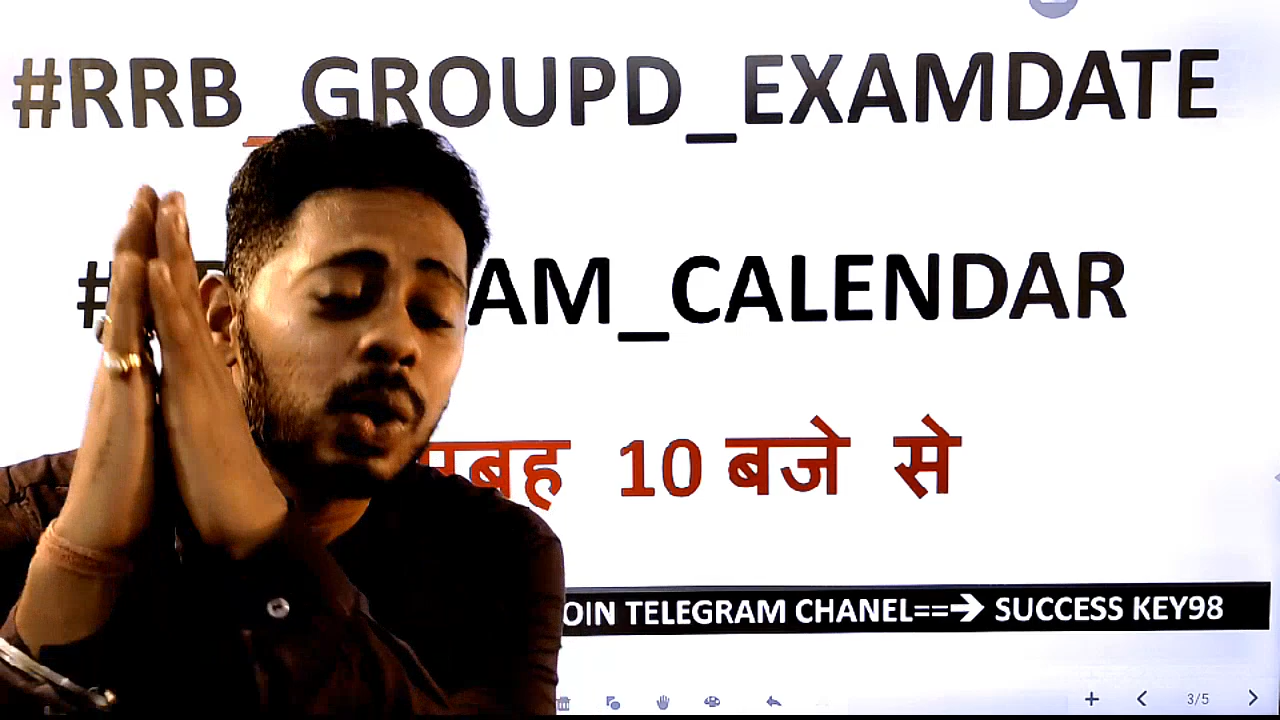 #RRB_GROUPD_EXAMDATE
AM_CALENDAR
10 बजे से
OIN TELEGRAM CHANEL==➔ SUCCESS KEY98
3/5